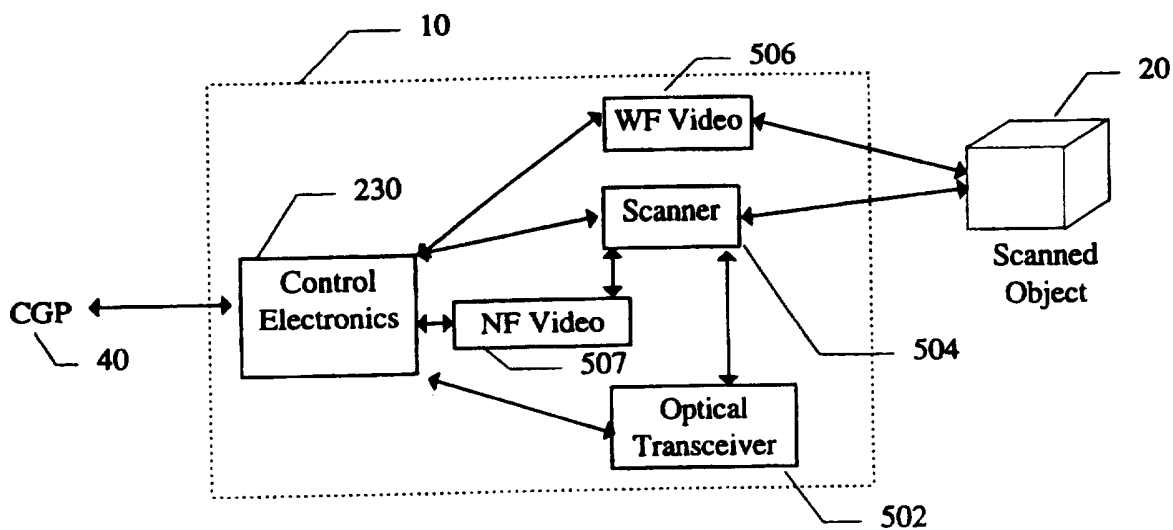 10
506
20
WF Video
230
Scanner
Control
Electronics
Scanned
Object
CGP
40
NF Video
507
504
Optical
Transceiver
502